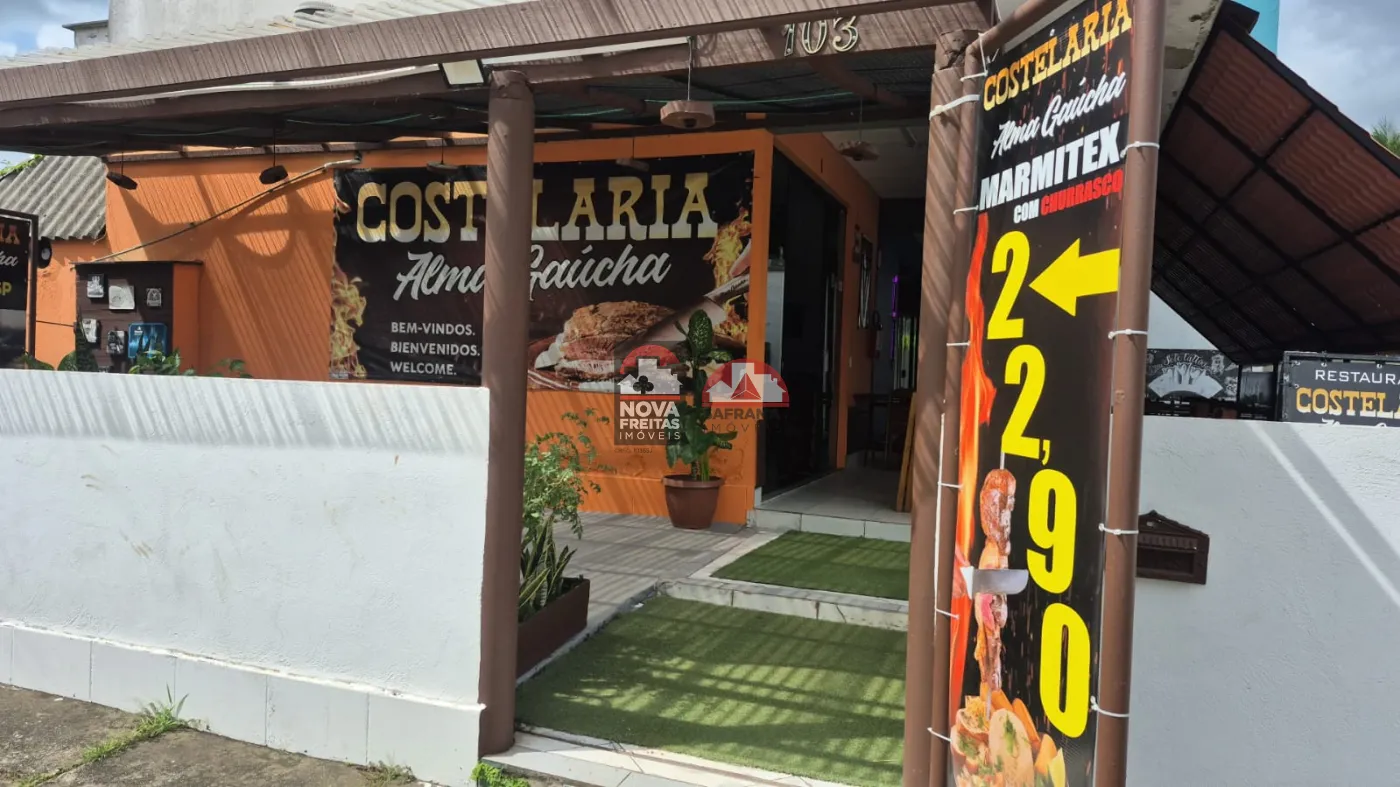 103
COSTELARIA
Alma Gaúcha
MARMITEX
COM CHURRASCO
22,90
COSTELARIA
Alma Gaúcha
BEM-VINDOS.
BIENVENIDOS.
WELCOME.
NOVA
FREITAS
IMÓVEIS
RESTAURA
COSTELA